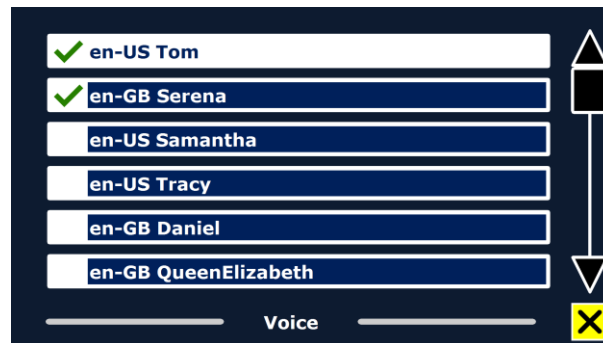 en-US Tom
en-GB Serena
en-US Samantha
en-US Tracy
en-GB Daniel
en-GB QueenElizabeth
Voice